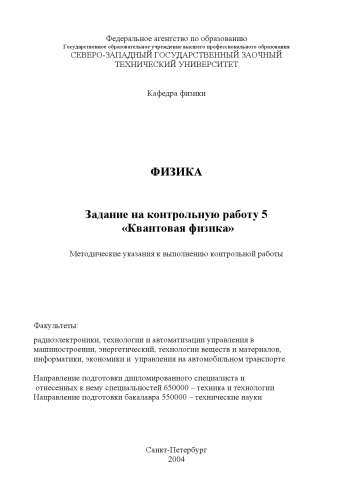 Федеральное агентство по образованию
Государственное образовательное учреждение высшего профессионального образования
СЕВЕРО-ЗАПАДНЫЙ ГОСУДАРСТВЕННЫЙ ЗАОЧНЫЙ
ТЕХНИЧЕСКИЙ УНИВЕРСИТЕТ
Кафедра физики
ФИЗИКА
Задание на контрольную работу 5
«Квантовая физика»
Методические указания к выполнению контрольной работы
Факультеты:
радиоэлектроники, технологии и автоматизации управления в
машиностроении, энергетический, технологии веществ и материалов,
информатики, экономики и управления на автомобильном транспорте
Направление подготовки дипломированного специалиста и
отнесенных к нему специальностей 650000 – техника и технологии
Направление подготовки бакалавра 550000 – технические науки
Санкт-Петербург
2004